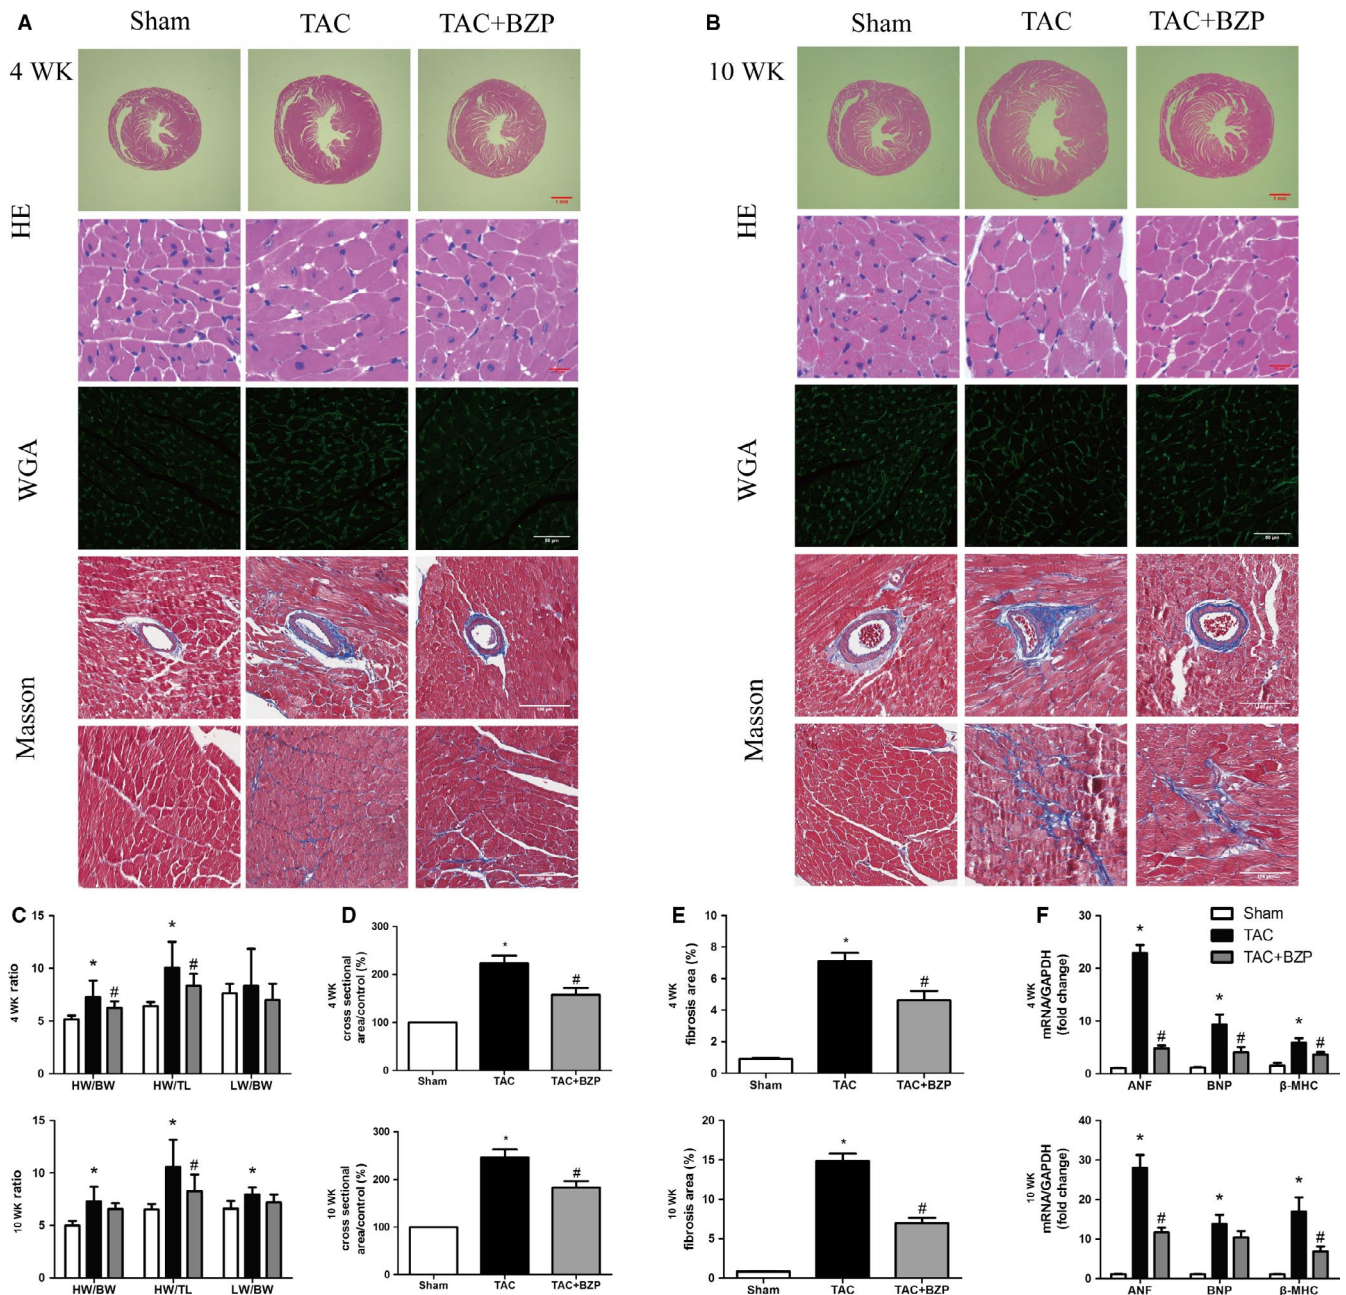 A Sham TAC TAC+BZP
4 WK
HE
1 mm
WGA
50 μm
Masson
B Sham TAC TAC+BZP
10 WK
HE
1 mm
WGA
Masson
C
15
10
5
0
4 WK ratio
* # * #
HW/BW HW/TL LW/BW
15
10
5
0
10 WK ratio
* * # *
HW/BW HW/TL LW/BW
D
300
200
100
0
4 WK
cross sectional
area/control (%)
* #
Sham TAC TAC+BZP
300
200
100
0
10 WK
cross sectional
area/control (%)
* #
Sham TAC TAC+BZP
E
10
8
6
4
2
0
4 WK
fibrosis area (%)
* #
Sham TAC TAC+BZP
20
15
10
5
0
10 WK
fibrosis area (%)
* #
Sham TAC TAC+BZP
F
Sham
TAC
TAC+BZP
30
20
10
0
4 WK
mRNA/GAPDH
(fold change)
* # * # * #
ANF BNP β-MHC
40
30
20
10
0
10 WK
mRNA/GAPDH
(fold change)
* # * * #
ANF BNP β-MHC